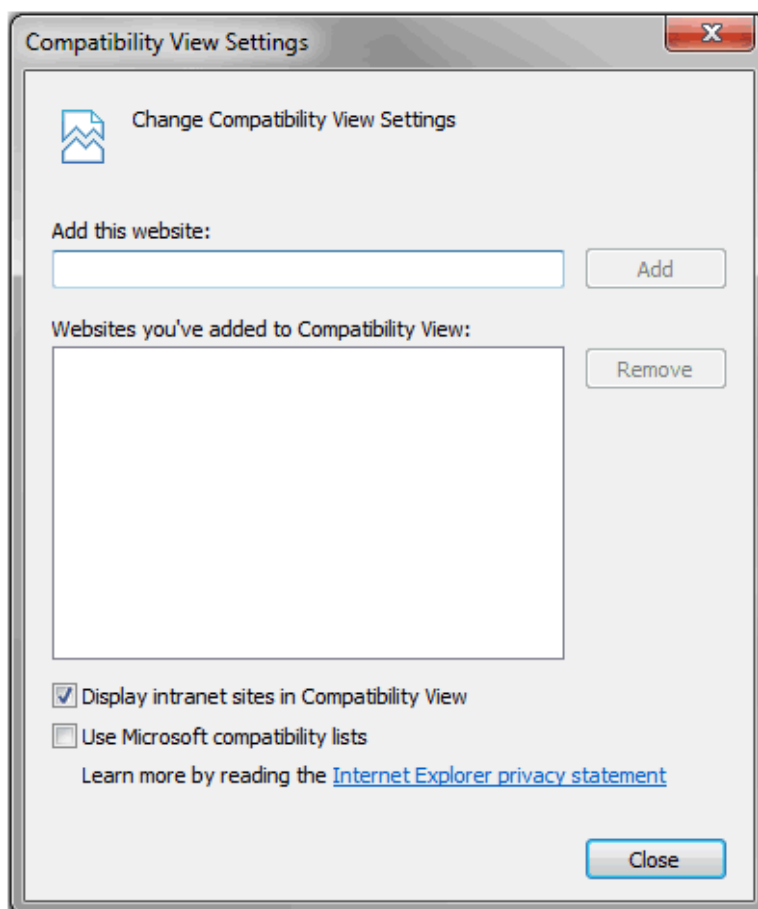 Compatibility View Settings
Change Compatibility View Settings
Add this website:
Add
Websites you've added to Compatibility View:
Remove
Display intranet sites in Compatibility View
Use Microsoft compatibility lists
Learn more by reading the Internet Explorer privacy statement
Close